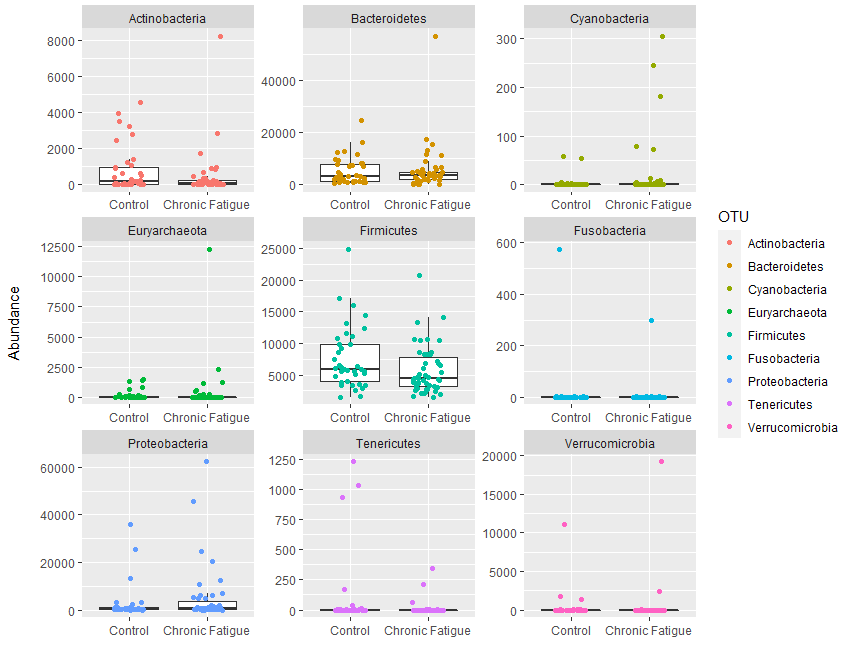 Actinobacteria
Bacteroidetes
Cyanobacteria
8000
6000
4000
2000
0
40000
20000
0
300
200
100
0
Control
Chronic Fatigue
Control
Chronic Fatigue
Control
Chronic Fatigue
Euryarchaeota
Firmicutes
Fusobacteria
12500
10000
7500
5000
2500
0
25000
20000
15000
10000
5000
600
400
200
0
Control
Chronic Fatigue
Control
Chronic Fatigue
Control
Chronic Fatigue
Proteobacteria
Tenericutes
Verrucomicrobia
60000
40000
20000
0
1250
1000
750
500
250
0
20000
15000
10000
5000
0
Control
Chronic Fatigue
Control
Chronic Fatigue
Control
Chronic Fatigue
Abundance
OTU
Actinobacteria
Bacteroidetes
Cyanobacteria
Euryarchaeota
Firmicutes
Fusobacteria
Proteobacteria
Tenericutes
Verrucomicrobia